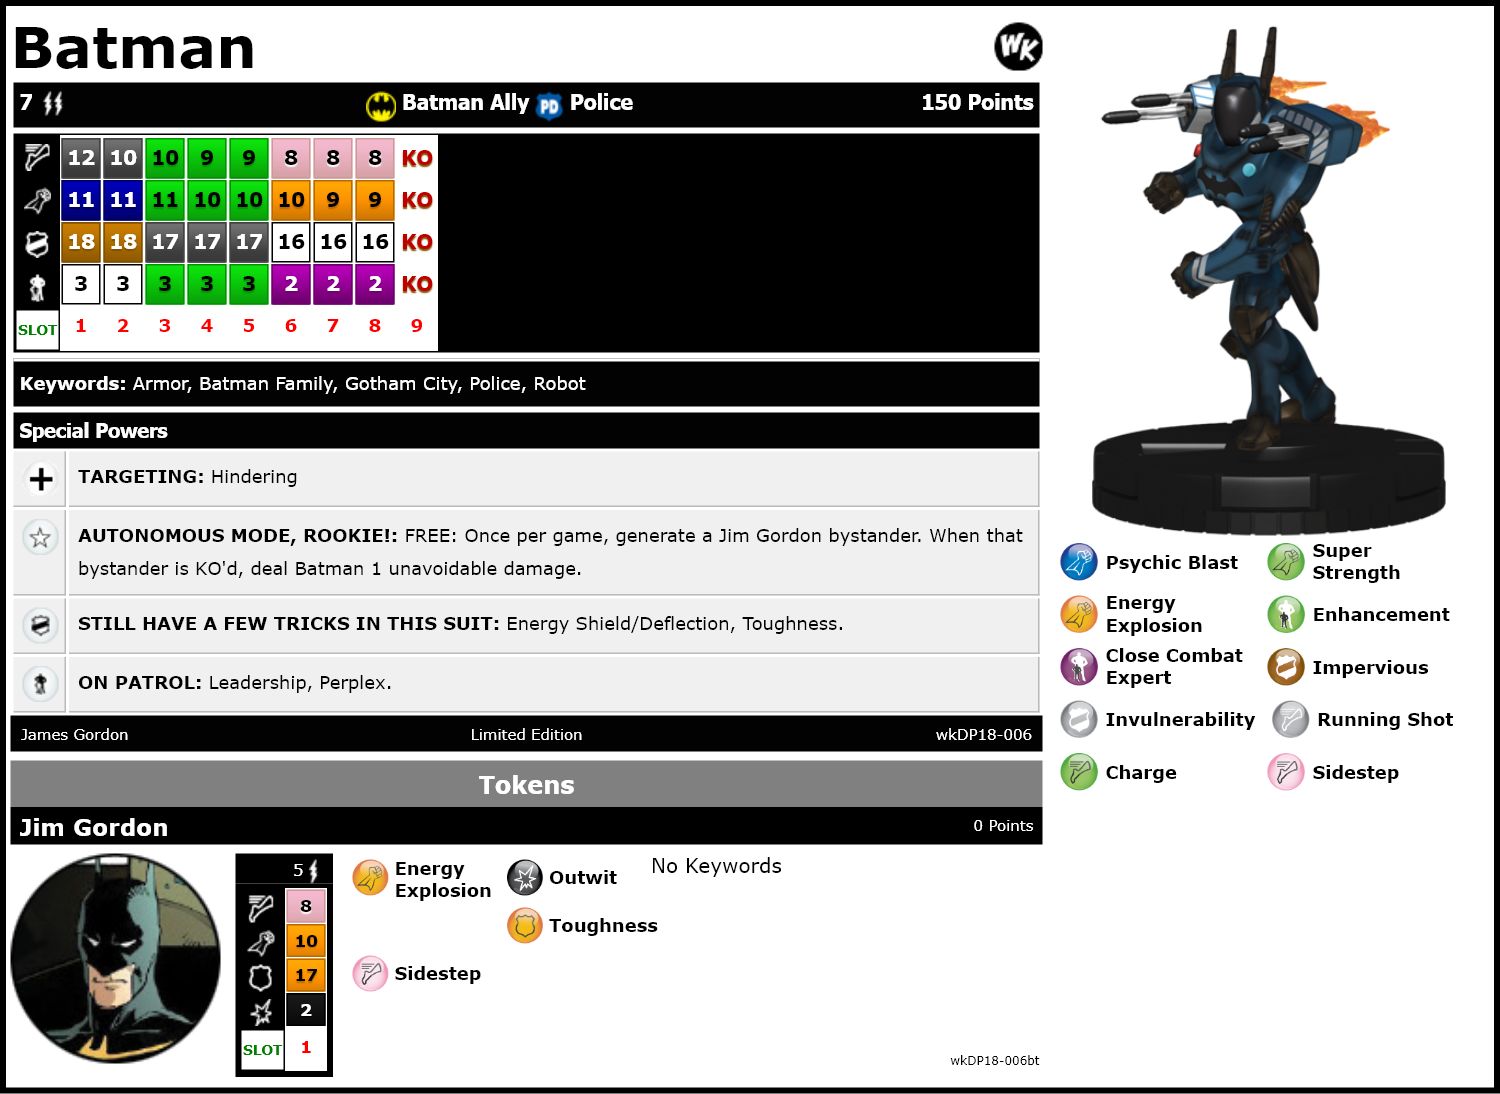 Batman
WK
7 Batman Ally PD Police 150 Points
12 10 10 9 9 8 8 8 KO
11 11 11 10 10 10 9 9 KO
18 18 17 17 17 16 16 16 KO
3 3 3 3 3 2 2 2 KO
SLOT 1 2 3 4 5 6 7 8 9
Keywords: Armor, Batman Family, Gotham City, Police, Robot
Special Powers
TARGETING: Hindering
AUTONOMOUS MODE, ROOKIE!: FREE: Once per game, generate a Jim Gordon bystander. When that
bystander is KO'd, deal Batman 1 unavoidable damage.
STILL HAVE A FEW TRICKS IN THIS SUIT: Energy Shield/Deflection, Toughness.
ON PATROL: Leadership, Perplex.
James Gordon Limited Edition wkDP18-006
Psychic Blast
Super
Strength
Energy
Explosion
Enhancement
Close Combat
Expert
Impervious
Invulnerability
Running Shot
Charge
Sidestep
Tokens
Jim Gordon 0 Points
5
8
10
17
2
SLOT 1
Energy
Explosion
Outwit
Toughness
Sidestep
No Keywords
wkDP18-006bt